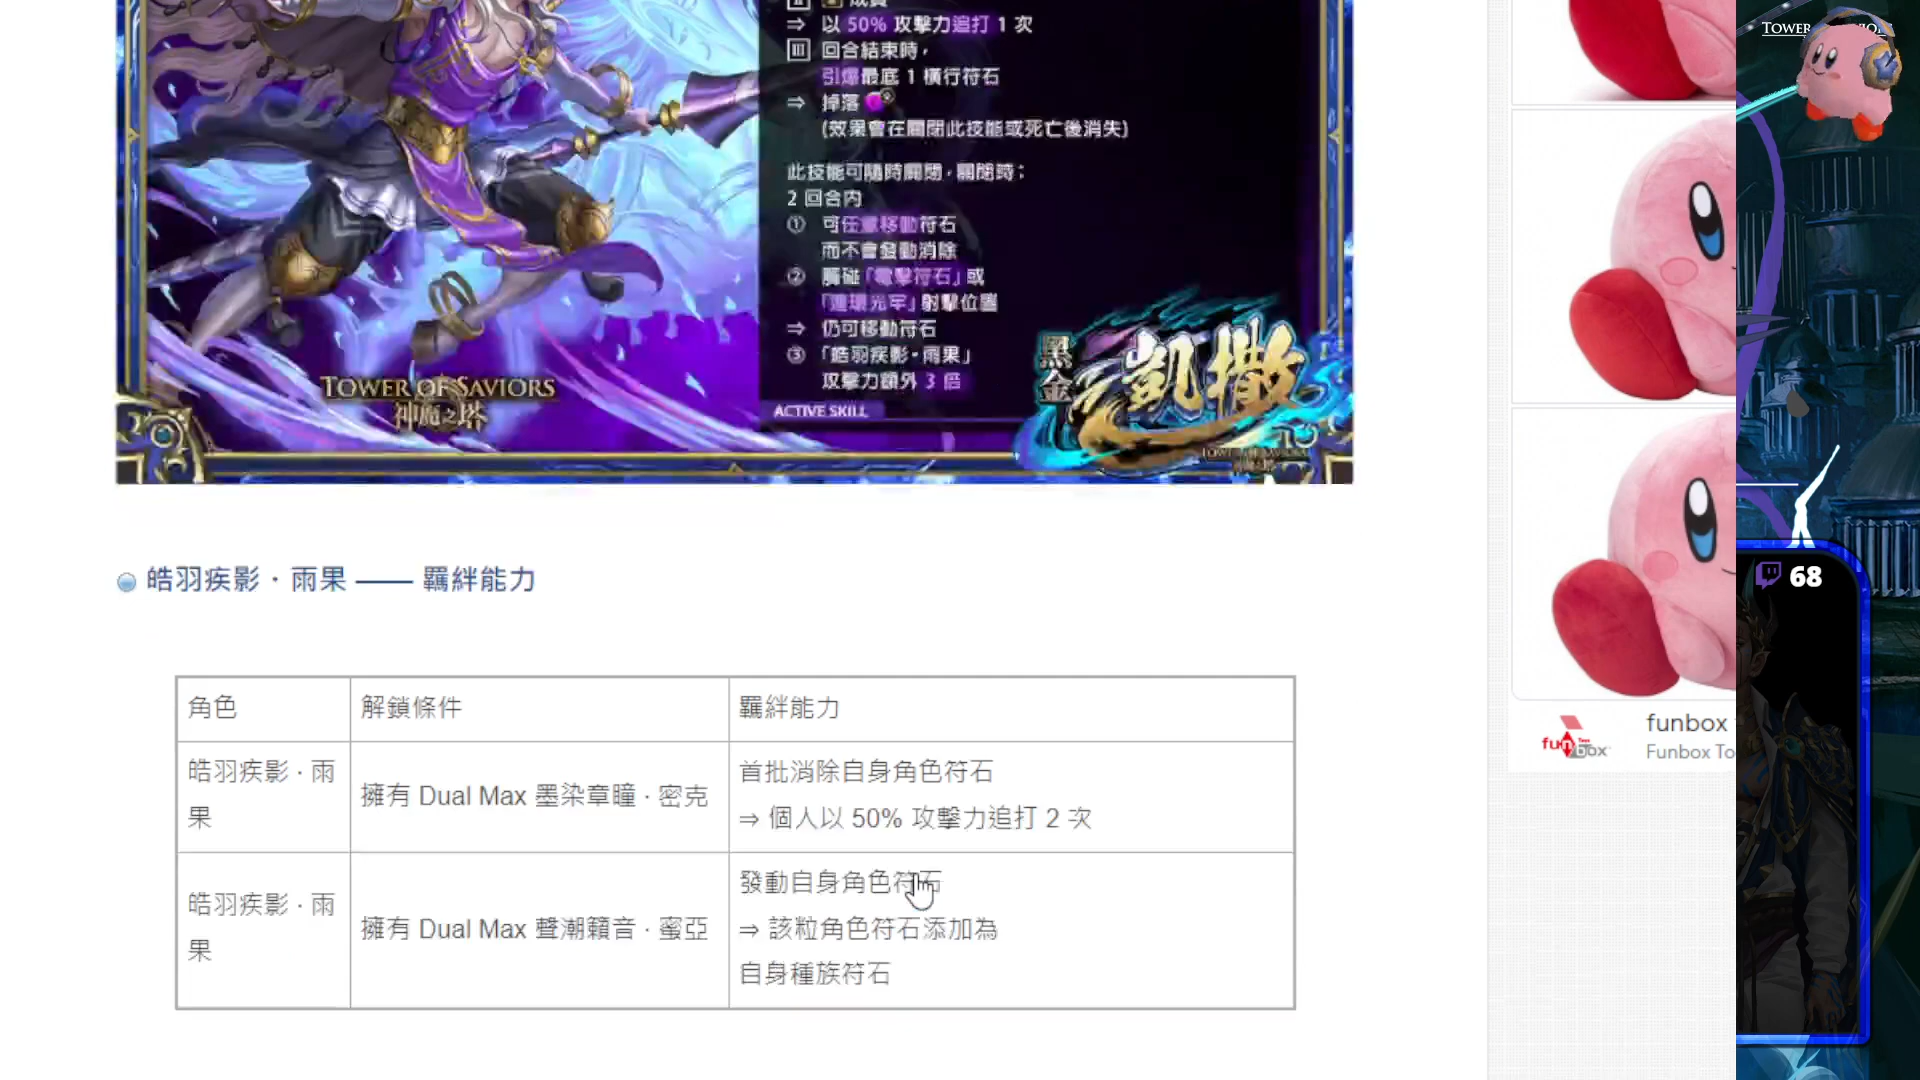 成員
⇒ 以 50% 攻擊力追打 1 次
III 回合結束時，
引爆最底 1 橫行符石
⇒ 掉落
(效果會在關閉此技能或死亡後消失)
此技能可隨時關閉，關閉時：
2 回合內
① 可任意移動符石
而不會發動消除
② 觸碰「電擊符石」或
「連環光牢」射擊位置
⇒ 仍可移動符石
③ 「皓羽疾影‧雨果」
攻擊力額外 3 倍
ACTIVE SKILL
TOWER OF SAVIORS
神魔之塔
黑金
凱撒
皓羽疾影 · 雨果 —— 羈絆能力
角色
解鎖條件
羈絆能力
皓羽疾影 · 雨果
擁有 Dual Max 墨染章瞳 · 密克
首批消除自身角色符石
⇒ 個人以 50% 攻擊力追打 2 次
皓羽疾影 · 雨果
擁有 Dual Max 聲潮籟音 · 蜜亞
發動自身角色符石
⇒ 該粒角色符石添加為
自身種族符石
funbox
Funbox To
68